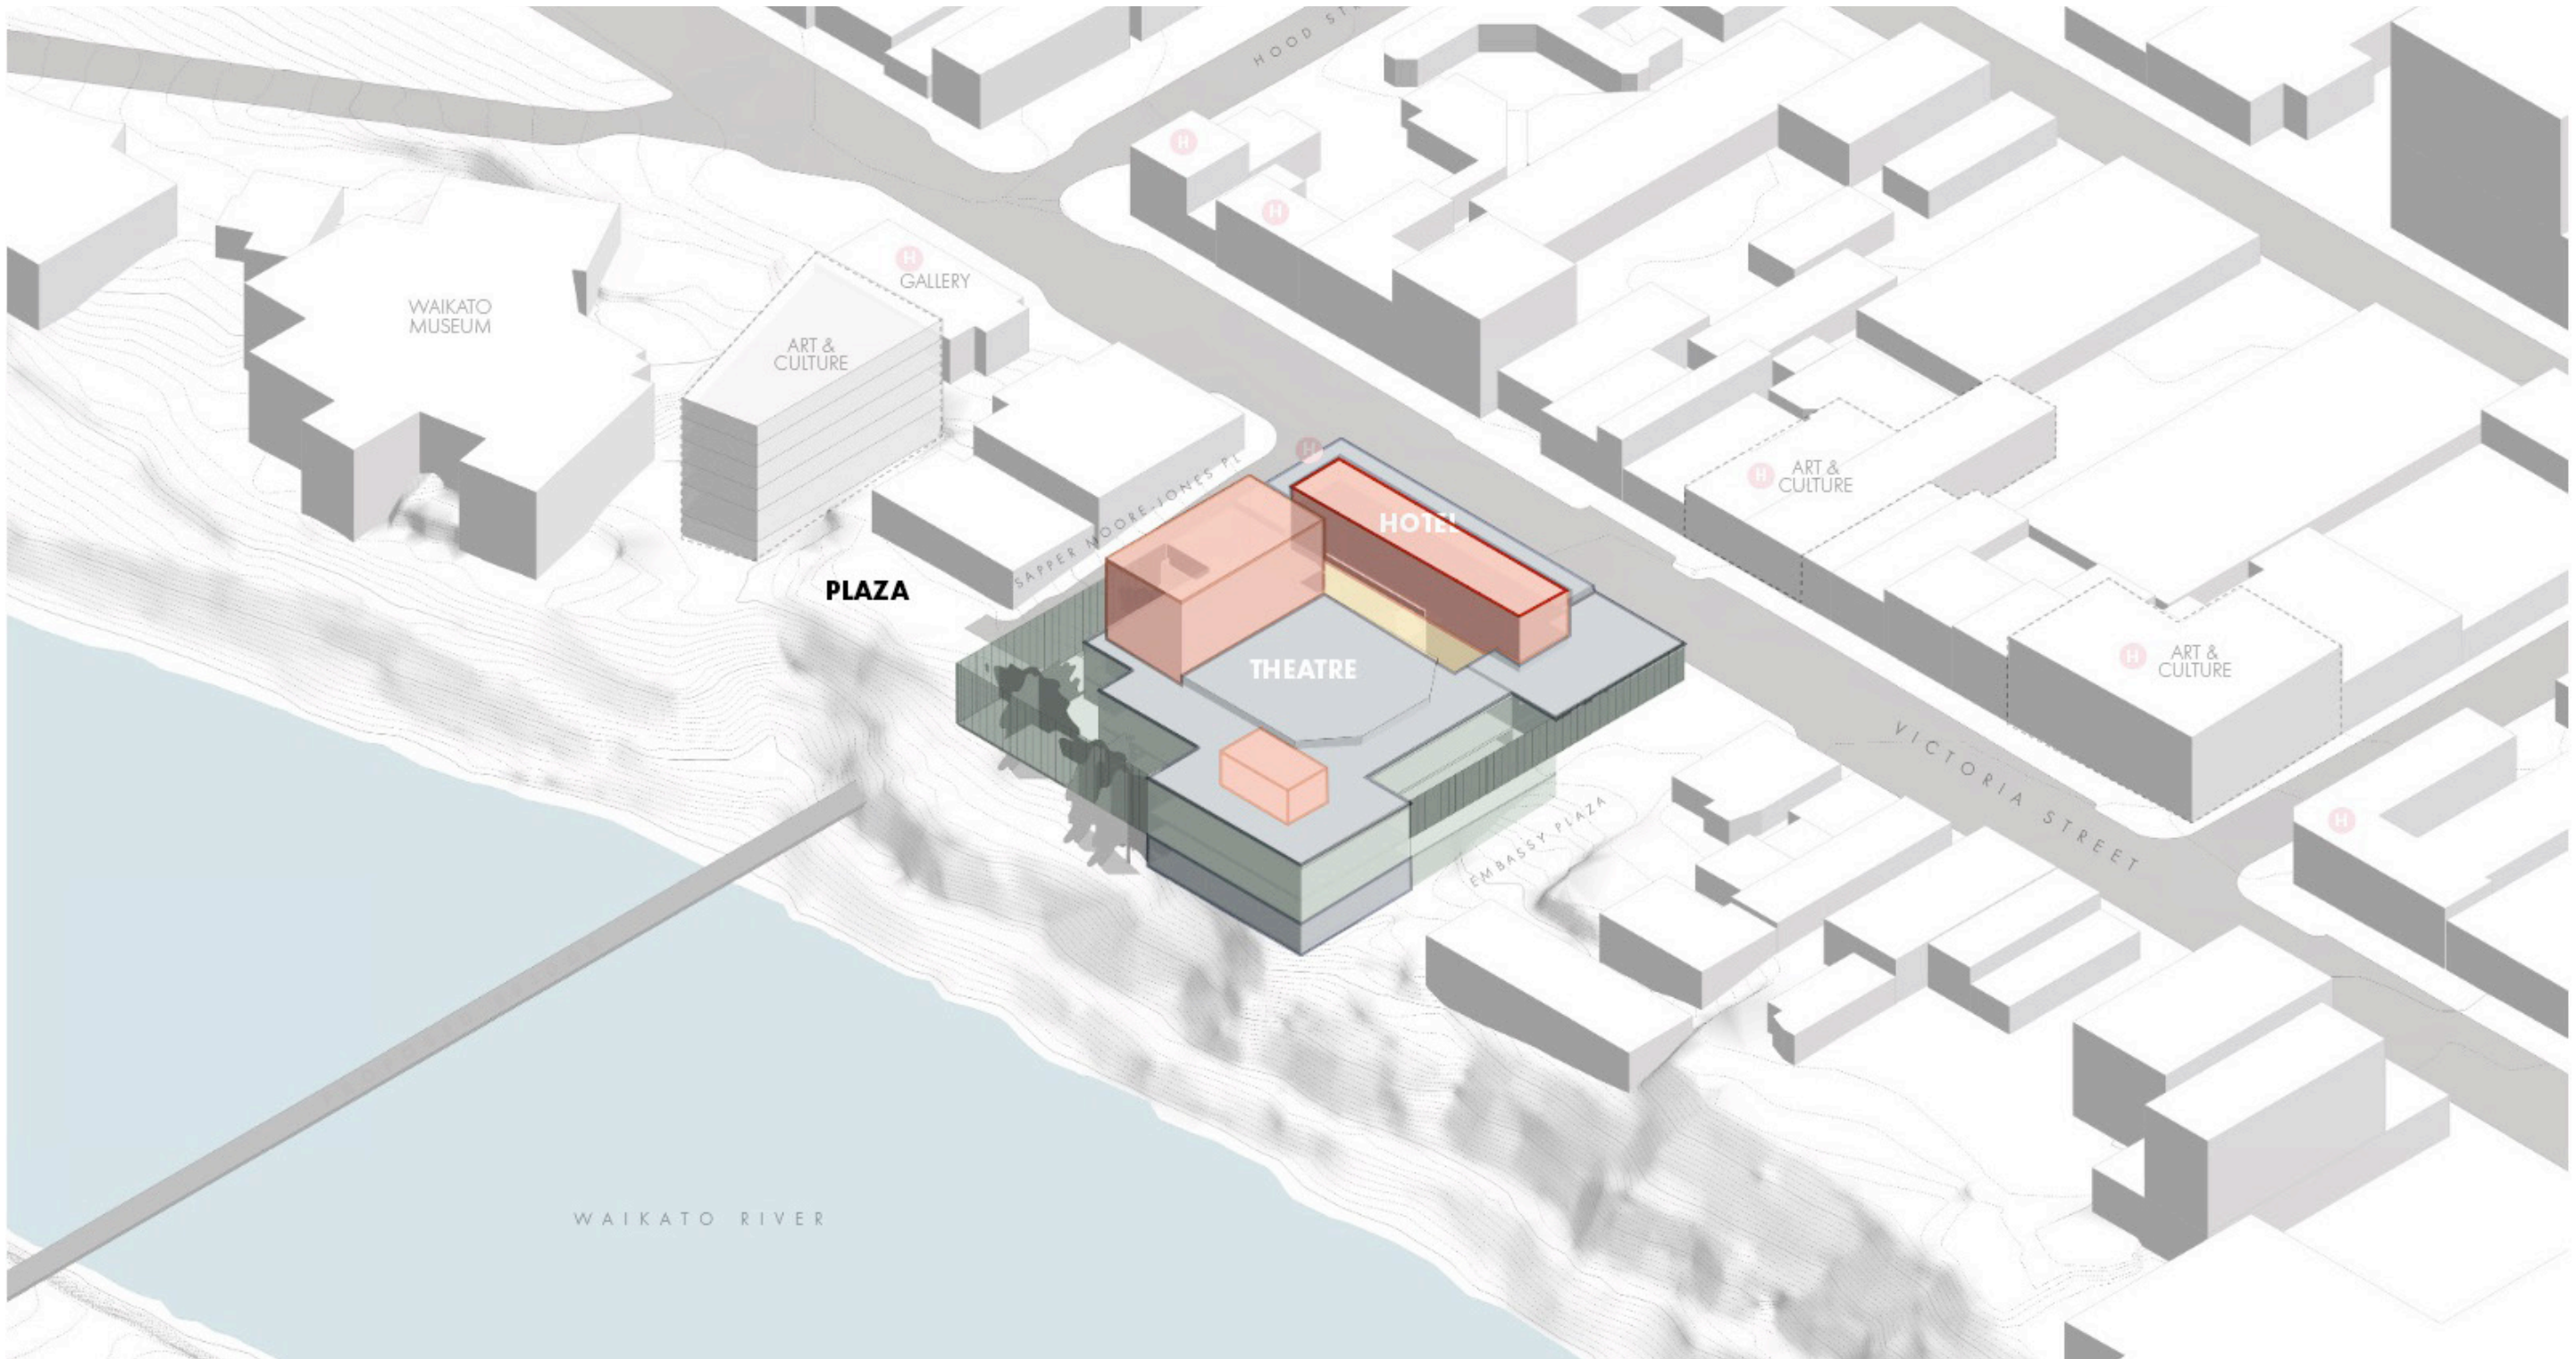 HOOD ST
H
H
H
GALLERY
WAIKATO
MUSEUM
ART &
CULTURE
H
SAPPER MOORE-JONES PL
HOTEL
H
ART &
CULTURE
PLAZA
THEATRE
H
ART &
CULTURE
VICTORIA STREET
EMBASSY PLAZA
H
WAIKATO RIVER